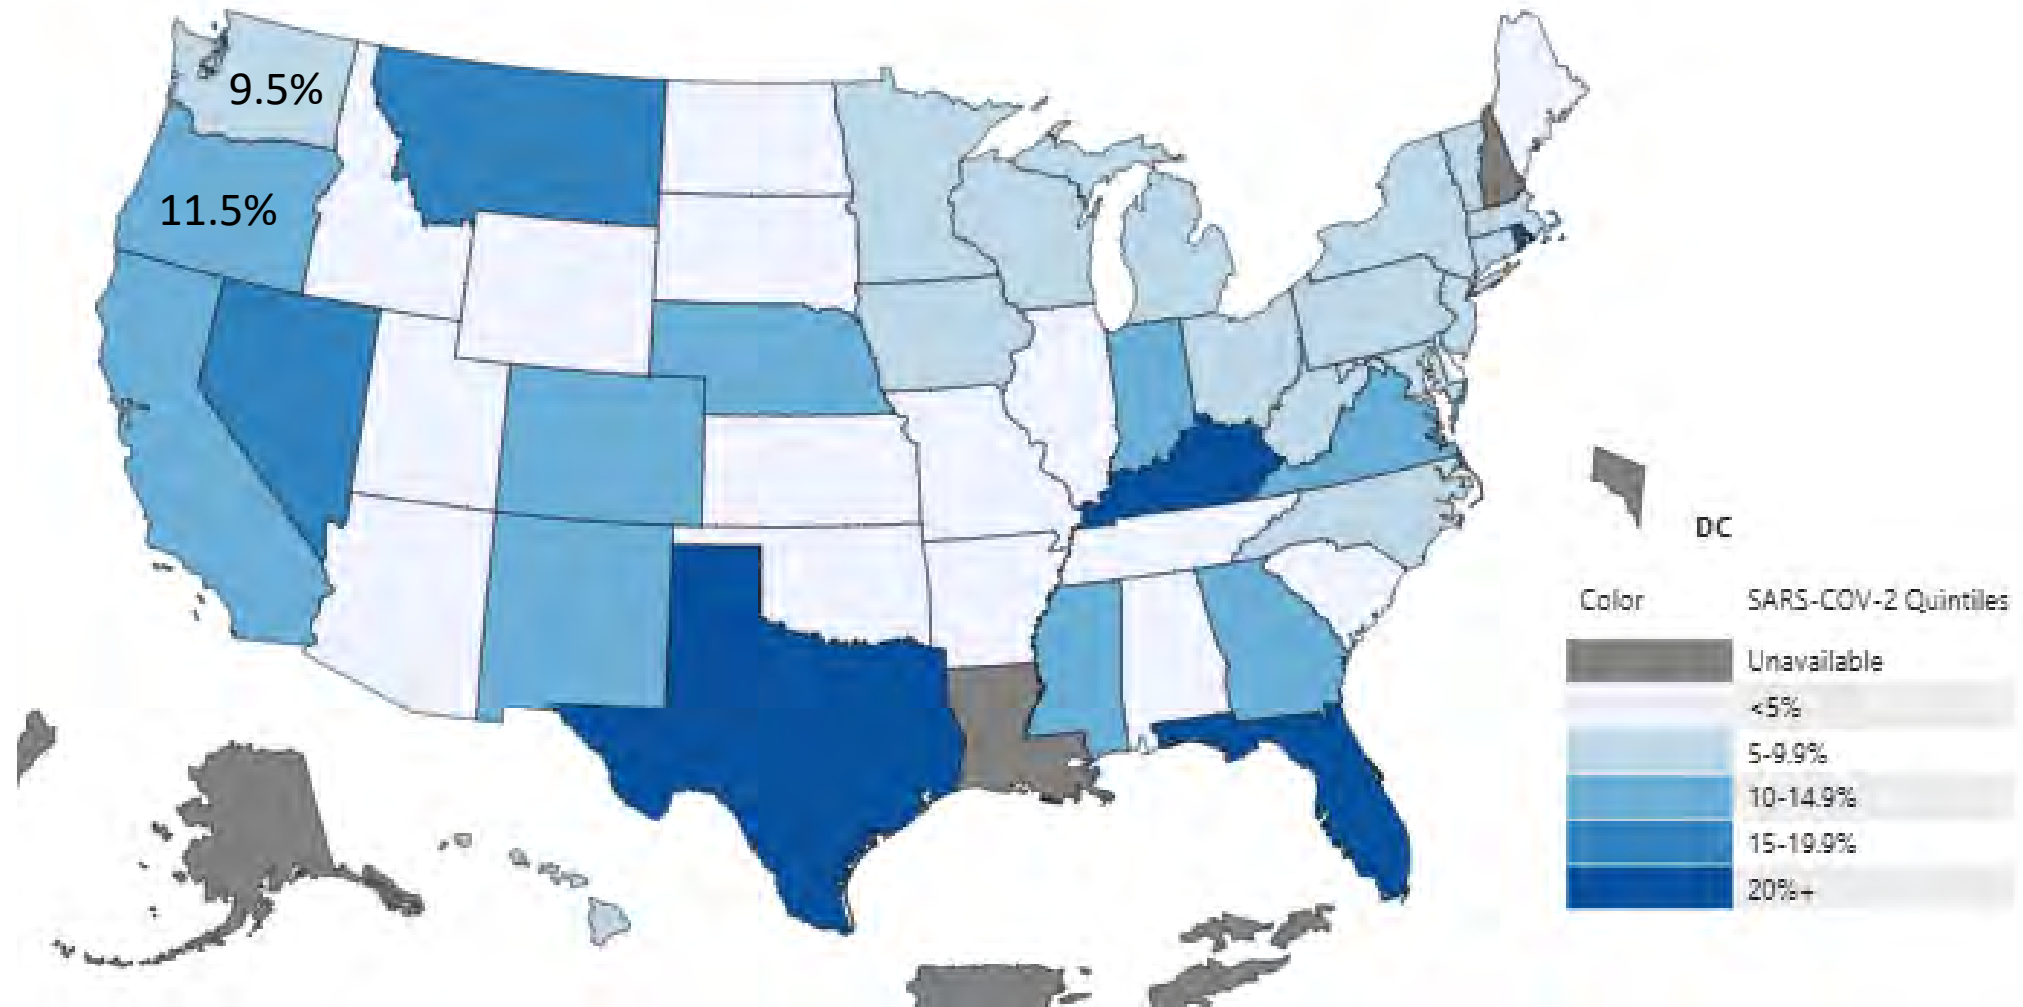 9.5%
11.5%
DC
Color SARS-COV-2 Quintiles
Unavailable
<5%
5-9.9%
10-14.9%
15-19.9%
20%+